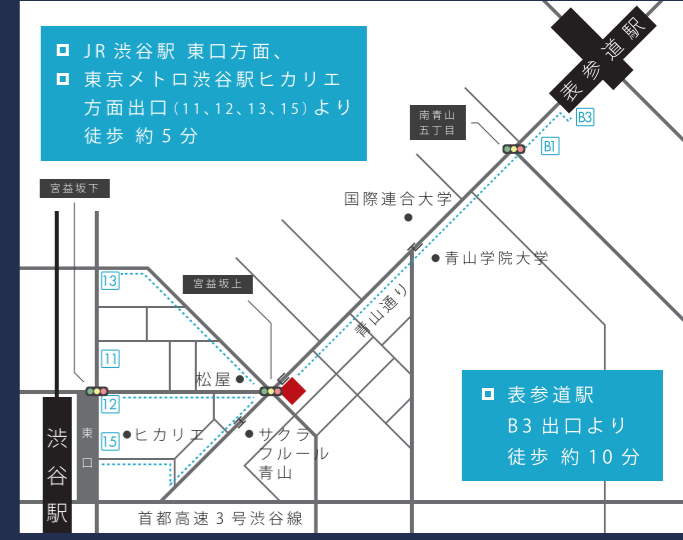 JR 渋谷駅 東口方面、
東京メトロ渋谷駅ヒカリエ
方面出口（11、12、13、15）より
徒歩 約 5 分
表参道駅
B3
B1
南青山
五丁目
宮益坂下
国際連合大学
青山学院大学
13
宮益坂上
青山通り
11
松屋
12
表参道駅
B3 出口より
徒歩 約 10 分
渋谷駅
東口
15
ヒカリエ
サクラ
フルール
青山
首都高速 3 号渋谷線